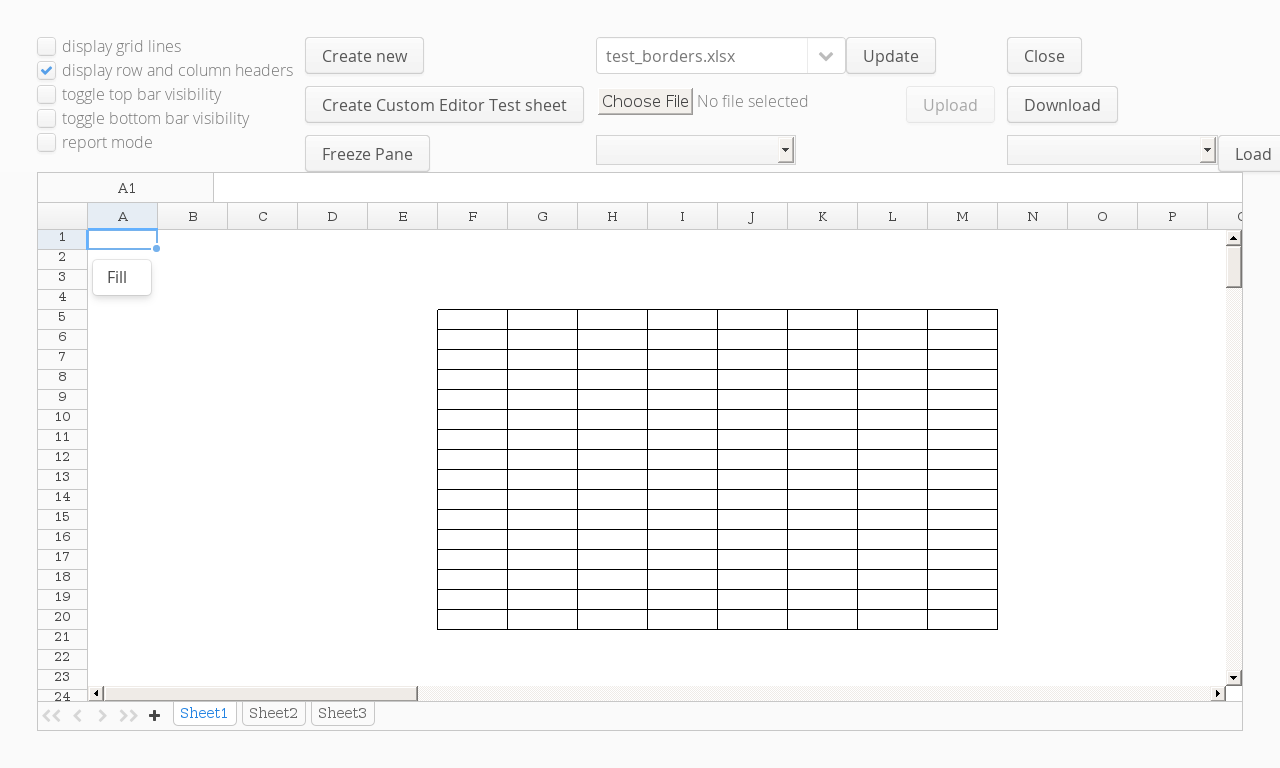 display grid lines
display row and column headers
toggle top bar visibility
toggle bottom bar visibility
report mode
Create new
test_borders.xlsx
Update
Close
Create Custom Editor Test sheet
Choose File No file selected
Upload
Download
Freeze Pane
Load
A1
A B C D E F G H I J K L M N O P
1
2
Fill
3
4
5
6
7
8
9
10
11
12
13
14
15
16
17
18
19
20
21
22
23
24
Sheet1 Sheet2 Sheet3